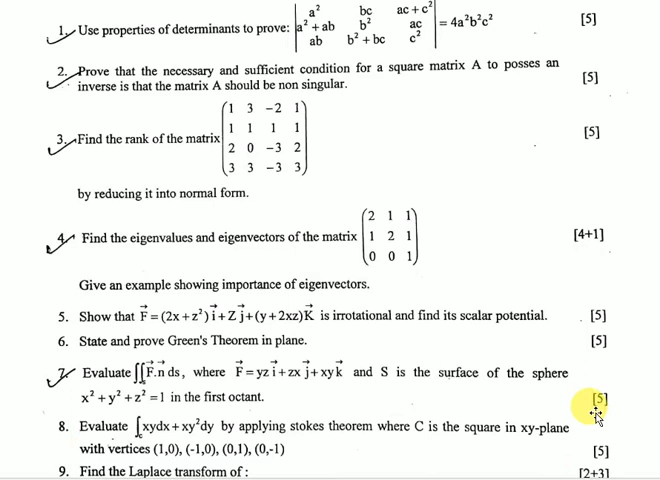 1. Use properties of determinants to prove: | a² bc ac + c² |
| a² + ab b² ac | = 4a²b²c² [5]
| ab b² + bc c² |
2. Prove that the necessary and sufficient condition for a square matrix A to posses an
inverse is that the matrix A should be non singular. [5]
3. Find the rank of the matrix
(1 3 −2 1)
(1 1 1 1)
(2 0 −3 2)
(3 3 −3 3)
[5]
by reducing it into normal form.
4. Find the eigenvalues and eigenvectors of the matrix
(2 1 1)
(1 2 1)
(0 0 1)
[4+1]
Give an example showing importance of eigenvectors.
5. Show that F⃗ = (2x + z²) i⃗ + Z j⃗ + (y + 2xz) K⃗ is irrotational and find its scalar potential. [5]
6. State and prove Green's Theorem in plane. [5]
7. Evaluate ∬ₛ F⃗.n⃗ ds, where F⃗ = yz i⃗ + zx j⃗ + xy k⃗ and S is the surface of the sphere
x² + y² + z² = 1 in the first octant. [5]
8. Evaluate ∫c xydx + xy²dy by applying stokes theorem where C is the square in xy-plane
with vertices (1,0), (-1,0), (0,1), (0,-1) [5]
9. Find the Laplace transform of : [2+3]